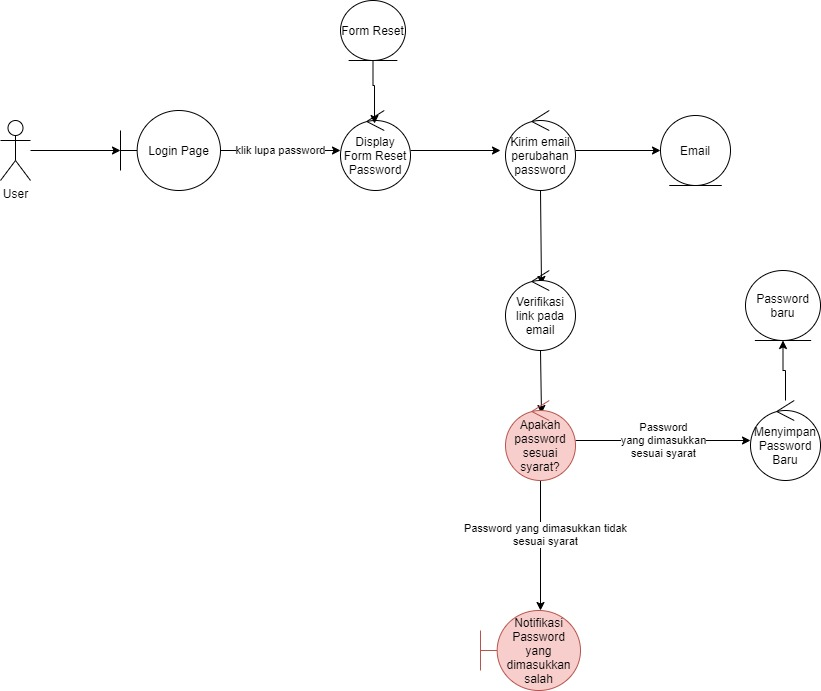 Form Reset
User
Login Page
klik lupa password
Display
Form Reset
Password
Kirim email
perubahan
password
Email
Verifikasi
link pada
email
Password
baru
Apakah
password
sesuai
syarat?
Password
yang dimasukkan
sesuai syarat
Menyimpan
Password
Baru
Password yang dimasukkan tidak
sesuai syarat
Notifikasi
Password
yang
dimasukkan
salah